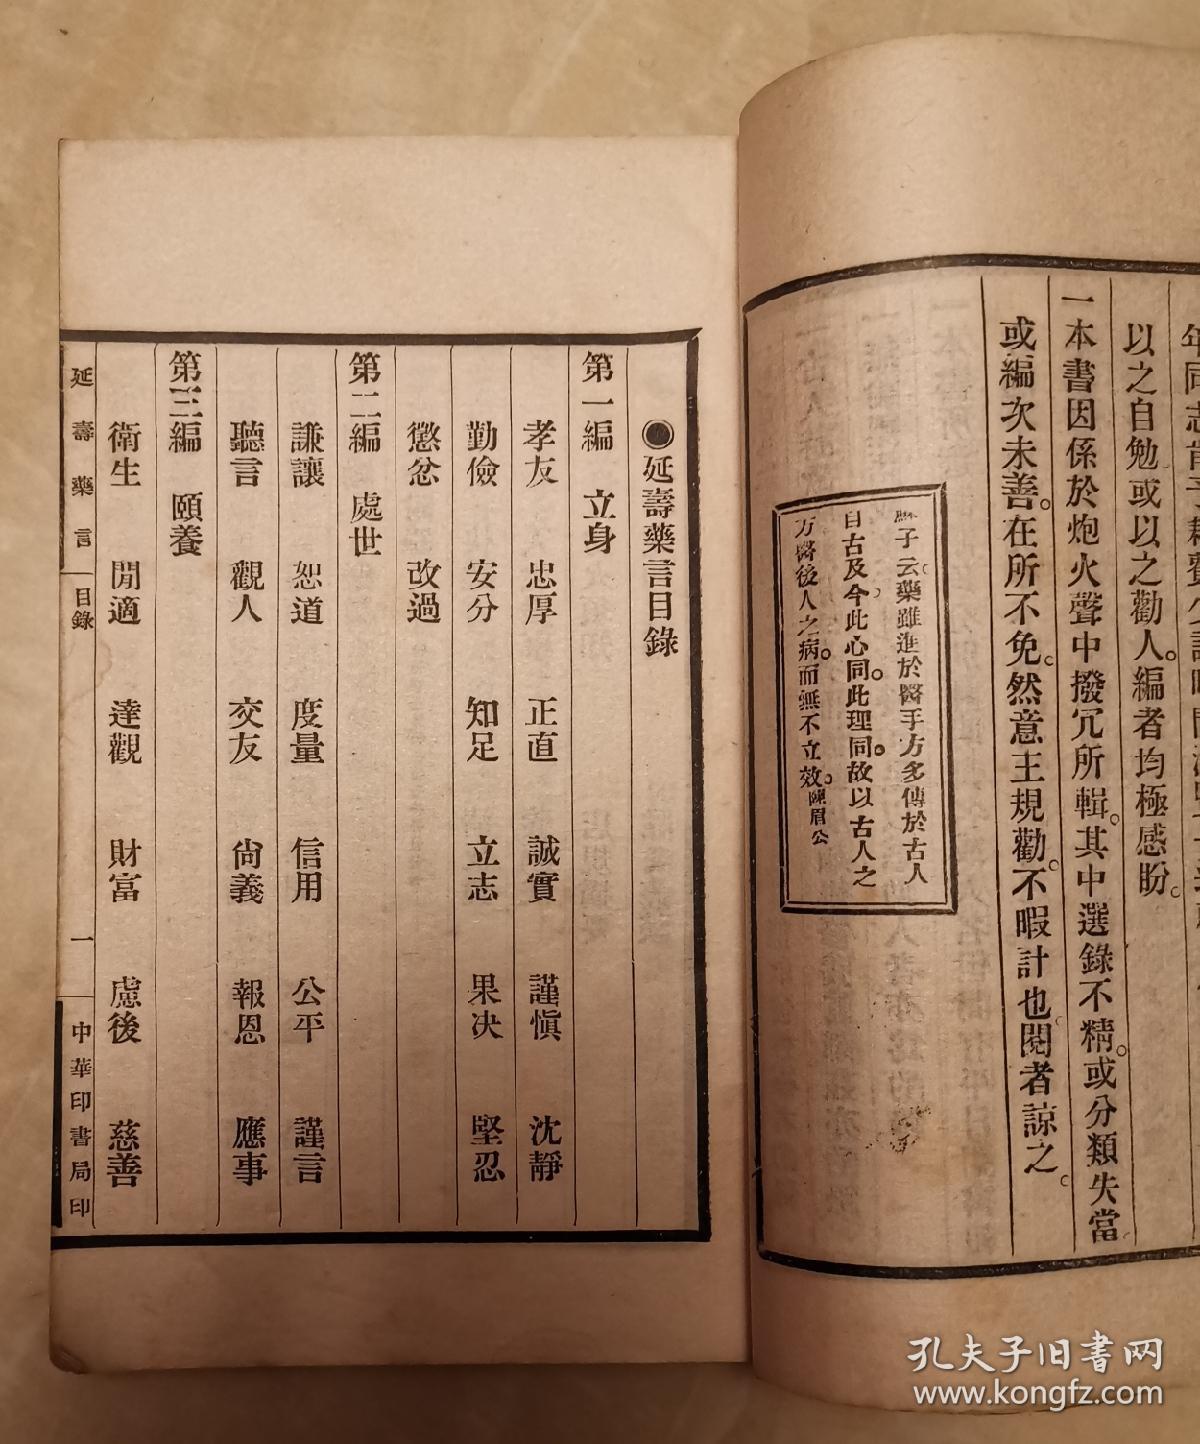 以之自勉或以之勸人。編者均極感盼。
一本書因係於炮火聲中撥冗所輯。其中選錄不精。或分類失當
或編次未善。在所不免。然意主規勸。不暇計也。閱者諒之。
子云。藥雖進於醫手方多傳於古人
自古及今此心同。此理同。故以古人之
方醫後人之病。而無不立效。陳眉公
◉延壽藥言目錄
第一編 立身
孝友 忠厚 正直 誠實 謹愼 沈靜
勤儉 安分 知足 立志 果決 堅忍
懲忿 改過
第二編 處世
謙讓 恕道 度量 信用 公平 謹言
聽言 觀人 交友 尙義 報恩 應事
第三編 頤養
衛生 閒適 達觀 財富 慮後 慈善
延壽藥言 目錄 一 中華印書局印
孔夫子旧书网
www.kongfz.com